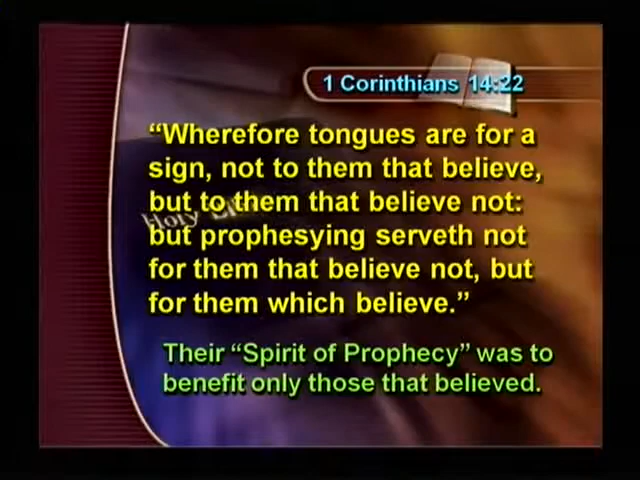 1 Corinthians 14:22
“Wherefore tongues are for a
sign, not to them that believe,
but to them that believe not:
Holy
but prophesying serveth not
for them that believe not, but
for them which believe.”
Their “Spirit of Prophecy” was to
benefit only those that believed.